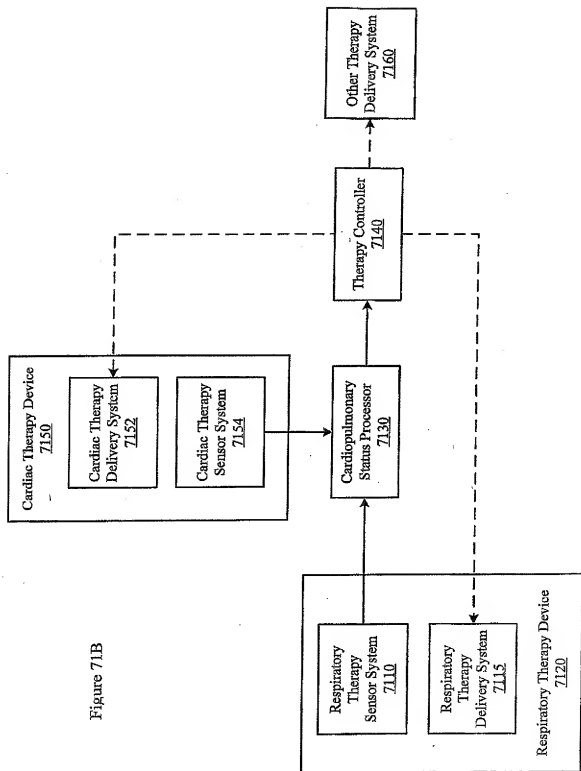 Figure 71B
Cardiac Therapy Device
7150
Cardiac Therapy
Delivery System
7152
Cardiac Therapy
Sensor System
7154
Respiratory
Therapy
Sensor System
7110
Respiratory
Therapy
Delivery System
7115
Respiratory Therapy Device
7120
Cardiopulmonary
Status Processor
7130
Therapy Controller
7140
Other Therapy
Delivery System
7160